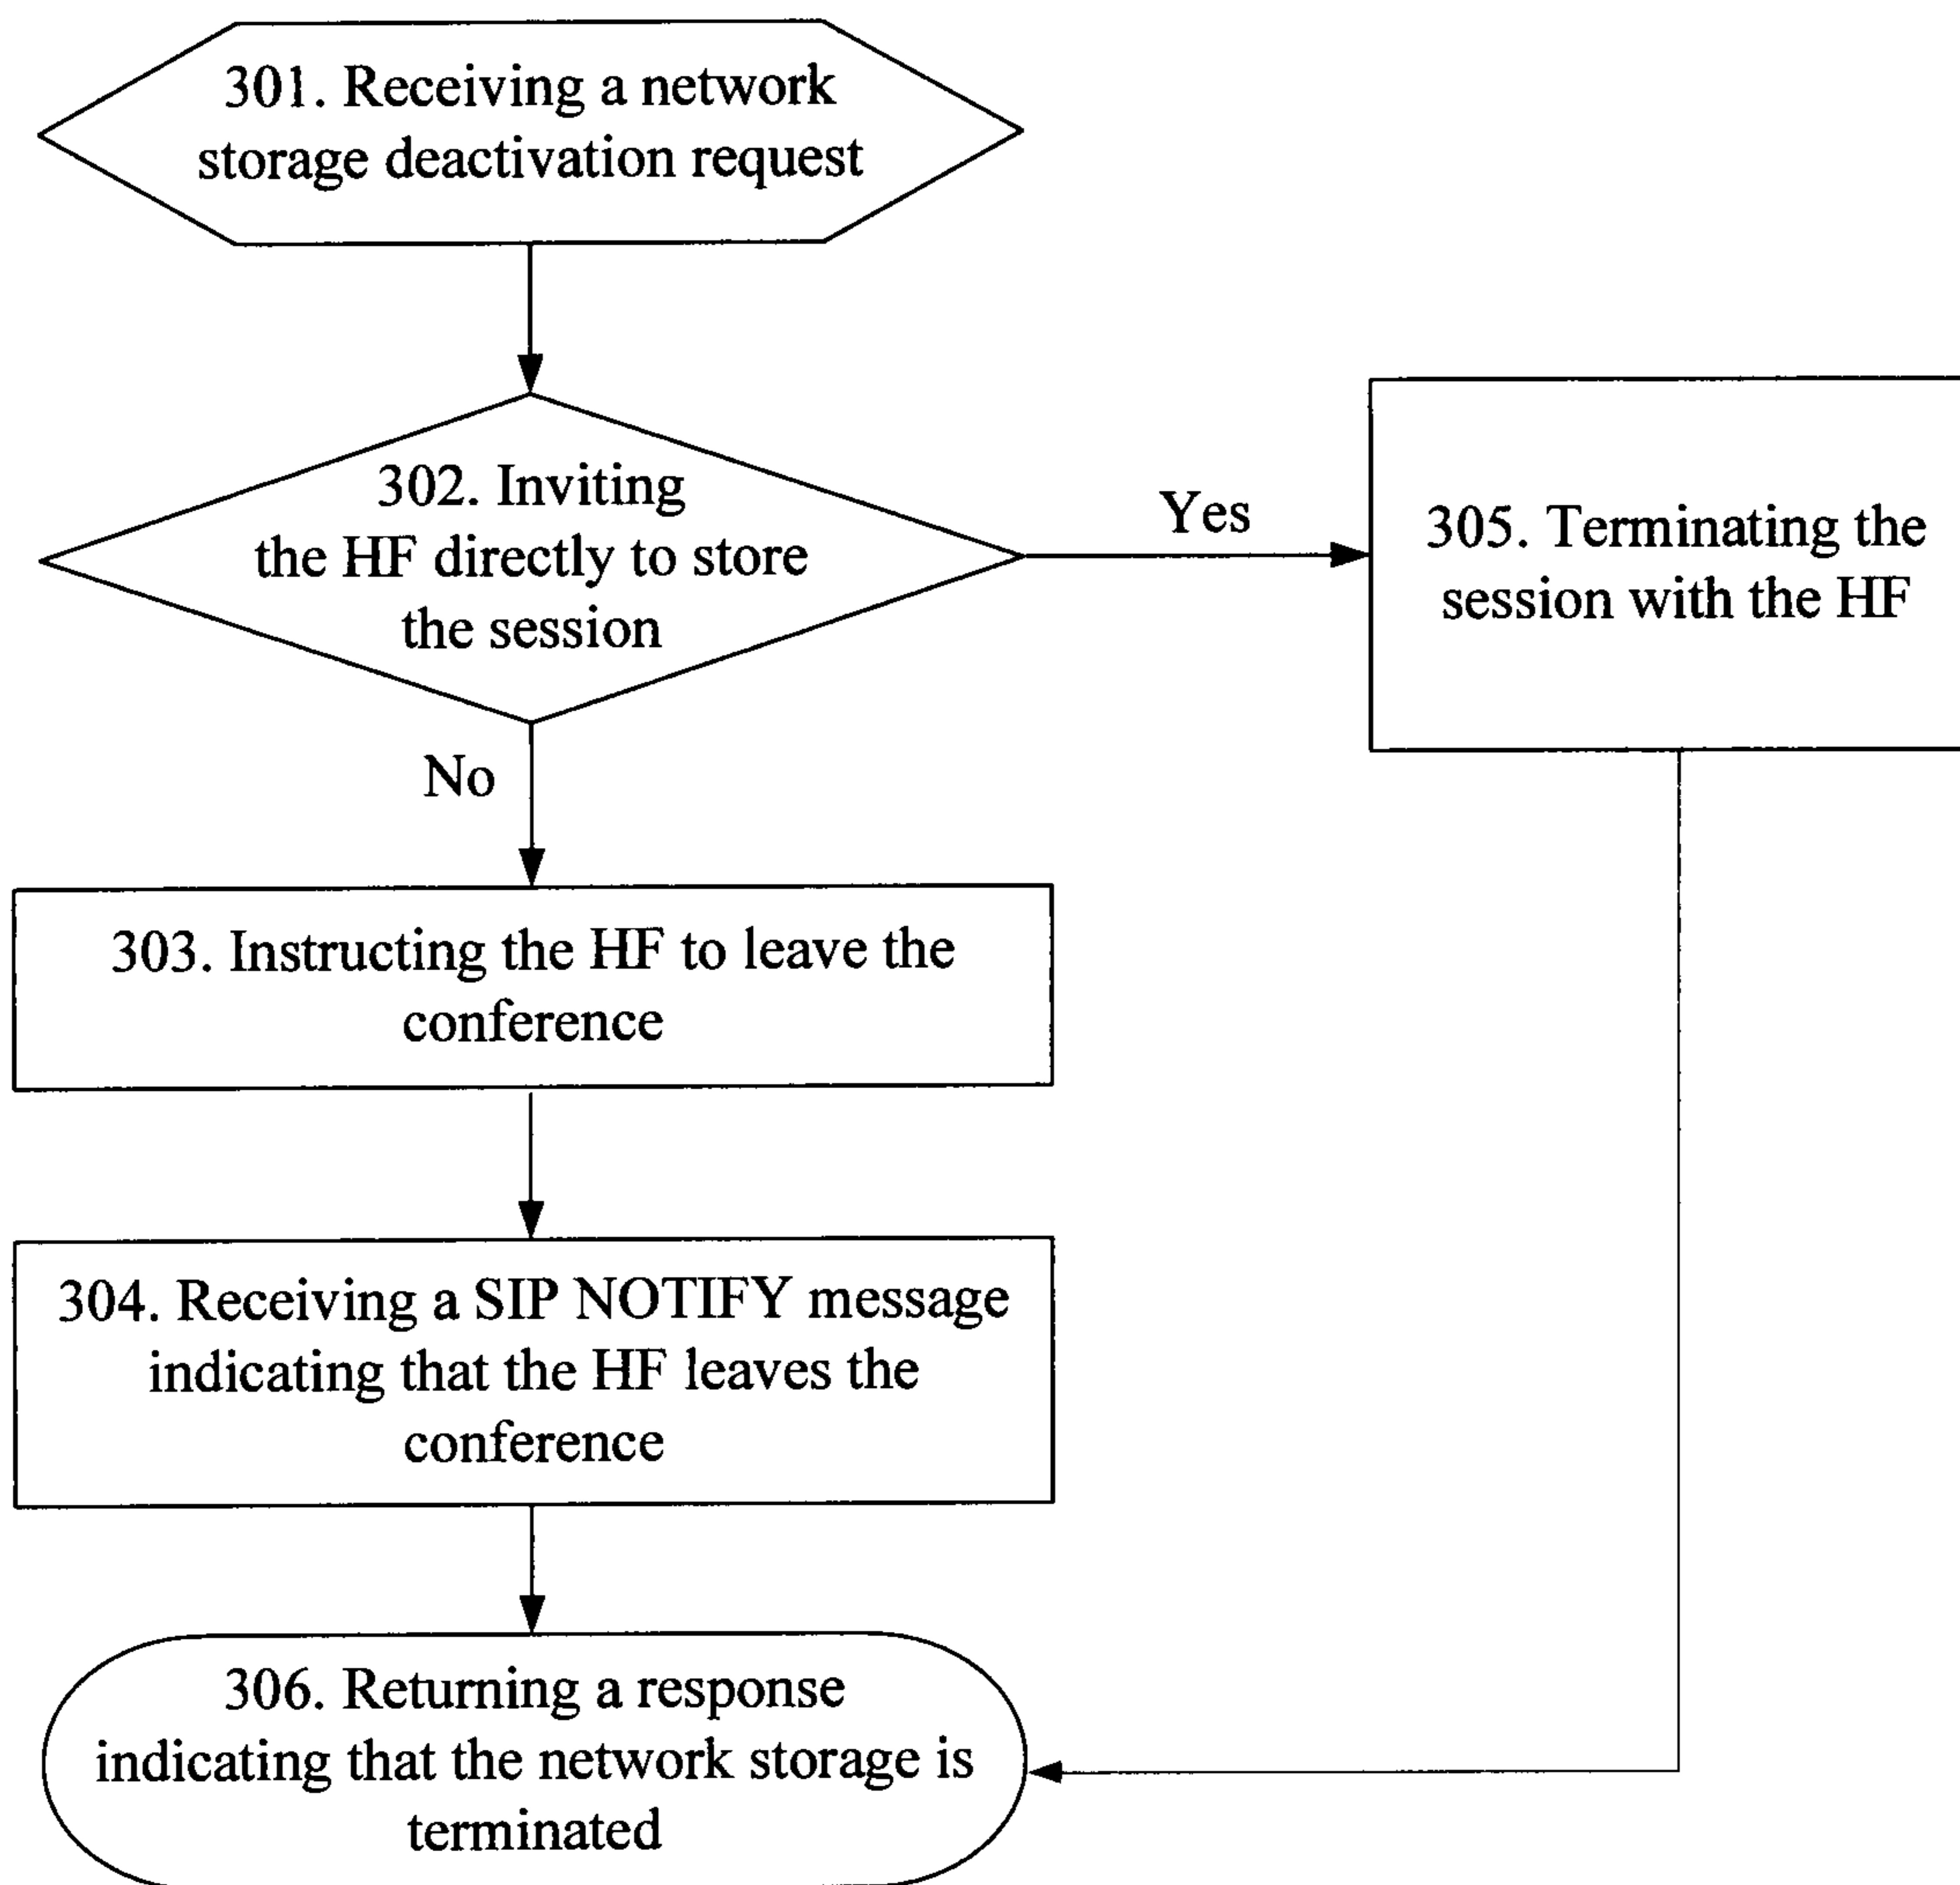 301. Receiving a network
storage deactivation request
302. Inviting
the HF directly to store
the session
Yes
305. Terminating the
session with the HF
No
303. Instructing the HF to leave the
conference
304. Receiving a SIP NOTIFY message
indicating that the HF leaves the
conference
306. Returning a response
indicating that the network storage is
terminated